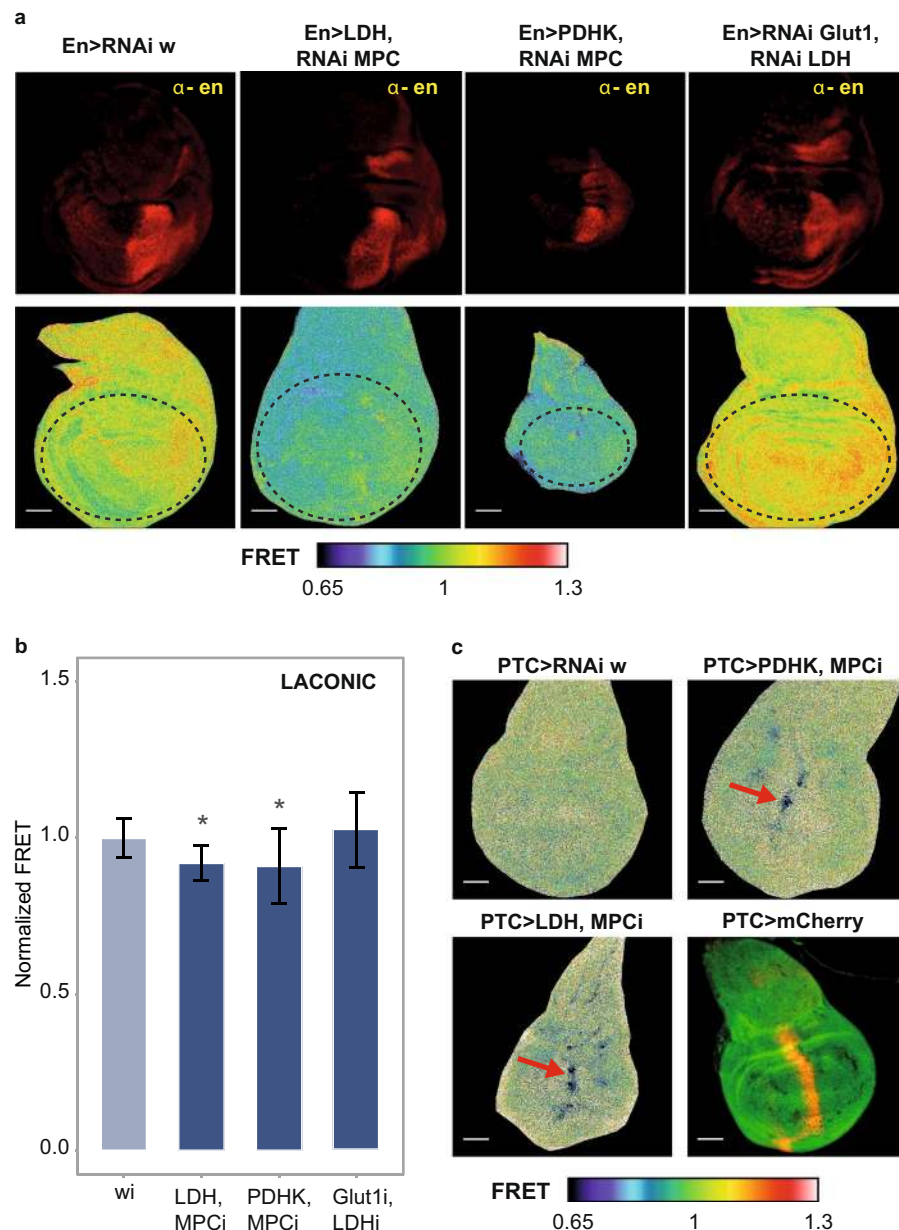 a
En>RNAi w
En>LDH,
RNAi MPC
En>PDHK,
RNAi MPC
En>RNAi Glut1,
RNAi LDH
α- en
α- en
α- en
α- en
FRET
0.65
1
1.3
b
LACONIC
Normalized FRET
1.5
1.0
0.5
0.0
*
*
wi
LDH,
MPCi
PDHK,
MPCi
Glut1i,
LDHi
c
PTC>RNAi w
PTC>PDHK, MPCi
PTC>LDH, MPCi
PTC>mCherry
FRET
0.65
1
1.3